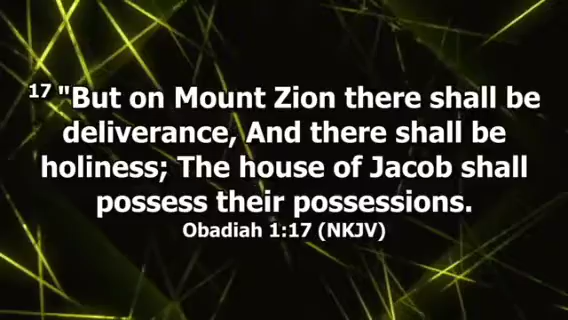 17 "But on Mount Zion there shall be
deliverance, And there shall be
holiness; The house of Jacob shall
possess their possessions.
Obadiah 1:17 (NKJV)